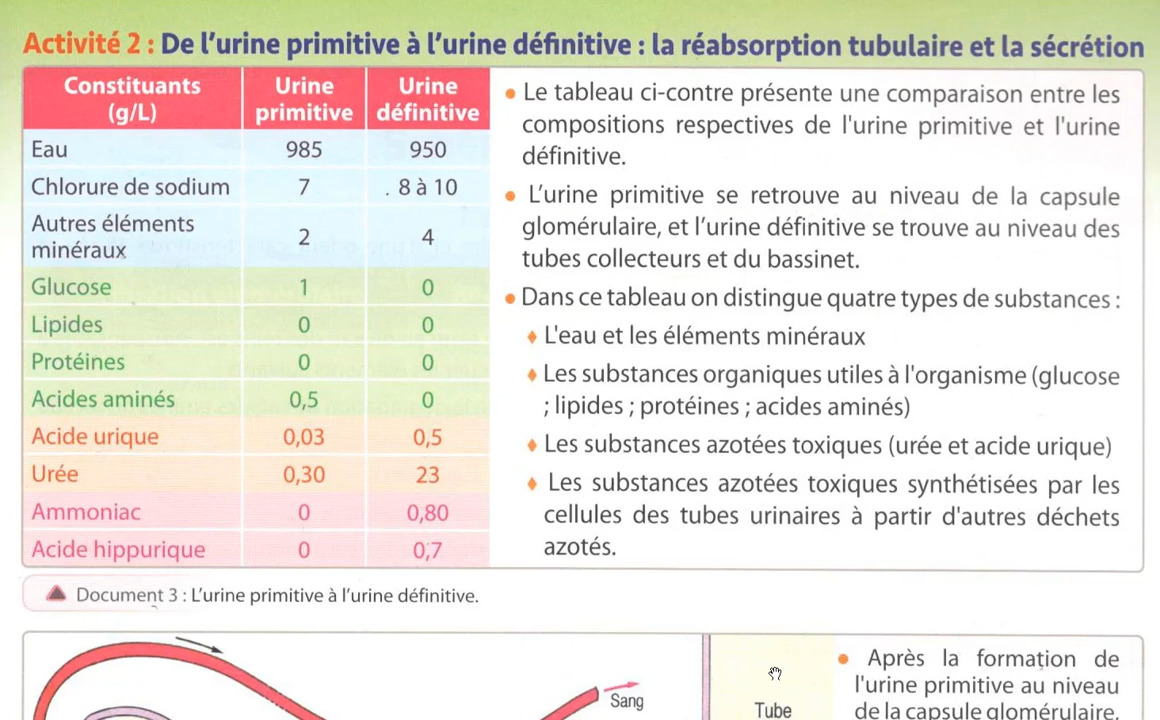 Activité 2 : De l'urine primitive à l'urine définitive : la réabsorption tubulaire et la sécrétion
Constituants (g/L) Urine primitive Urine définitive
Eau 985 950
Chlorure de sodium 7 . 8 à 10
Autres éléments minéraux 2 4
Glucose 1 0
Lipides 0 0
Protéines 0 0
Acides aminés 0,5 0
Acide urique 0,03 0,5
Urée 0,30 23
Ammoniac 0 0,80
Acide hippurique 0 0,7
• Le tableau ci-contre présente une comparaison entre les
compositions respectives de l'urine primitive et l'urine
définitive.
• L'urine primitive se retrouve au niveau de la capsule
glomérulaire, et l'urine définitive se trouve au niveau des
tubes collecteurs et du bassinet.
• Dans ce tableau on distingue quatre types de substances :
♦ L'eau et les éléments minéraux
♦ Les substances organiques utiles à l'organisme (glucose
; lipides ; protéines ; acides aminés)
♦ Les substances azotées toxiques (urée et acide urique)
♦ Les substances azotées toxiques synthétisées par les
cellules des tubes urinaires à partir d'autres déchets
azotés.
Document 3 : L'urine primitive à l'urine définitive.
Sang
Tube
• Après la formation de
l'urine primitive au niveau
de la capsule glomérulaire,